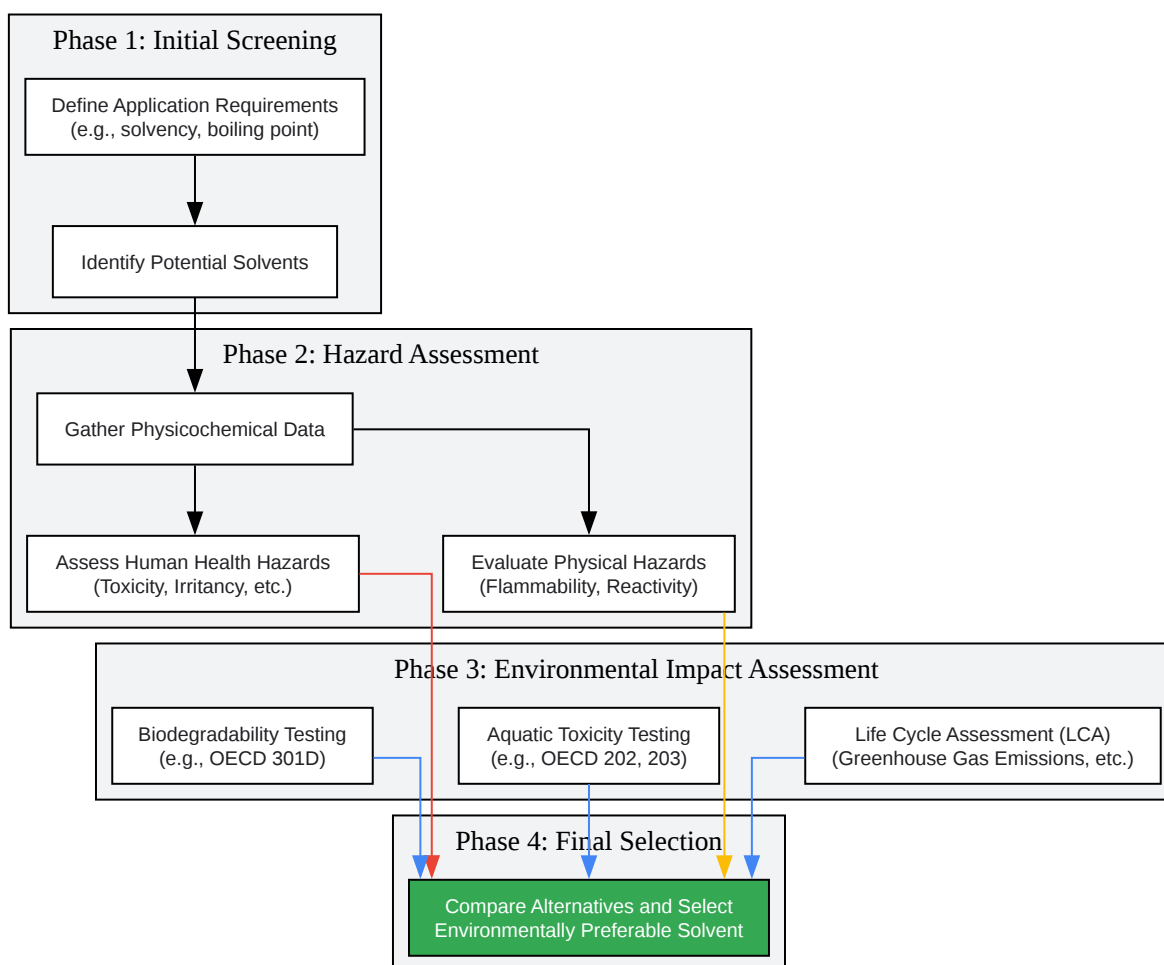 Phase 1: Initial Screening
Define Application Requirements
(e.g., solvency, boiling point)
Identify Potential Solvents
Phase 2: Hazard Assessment
Gather Physicochemical Data
Assess Human Health Hazards
(Toxicity, Irritancy, etc.)
Evaluate Physical Hazards
(Flammability, Reactivity)
Phase 3: Environmental Impact Assessment
Biodegradability Testing
(e.g., OECD 301D)
Aquatic Toxicity Testing
(e.g., OECD 202, 203)
Life Cycle Assessment (LCA)
(Greenhouse Gas Emissions, etc.)
Phase 4: Final Selection
Compare Alternatives and Select
Environmentally Preferable Solvent